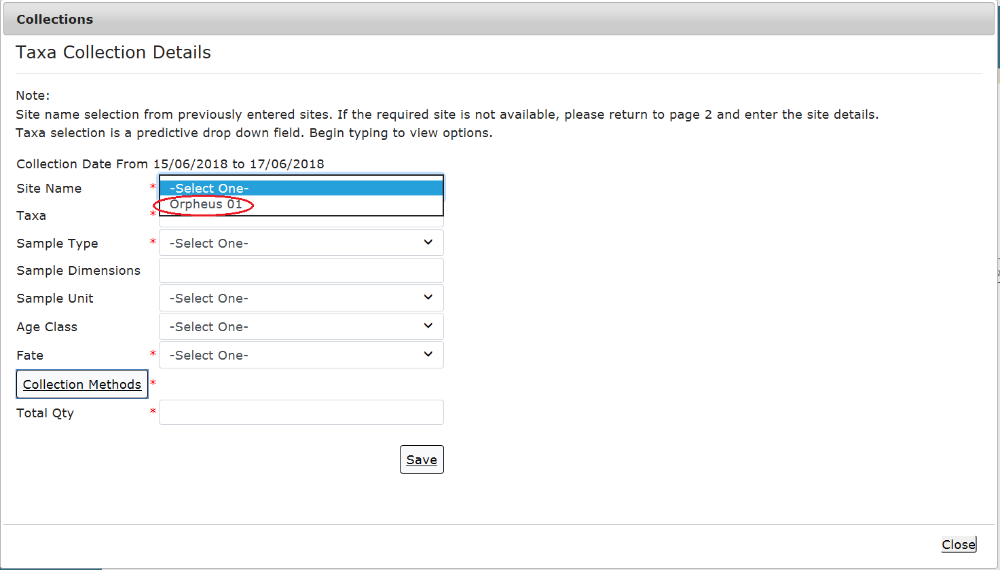 Collections
Taxa Collection Details
Note:
Site name selection from previously entered sites. If the required site is not available, please return to page 2 and enter the site details.
Taxa selection is a predictive drop down field. Begin typing to view options.
Collection Date From 15/06/2018 to 17/06/2018
Site Name * -Select One-
Orpheus 01
Taxa *
Sample Type * -Select One-
Sample Dimensions
Sample Unit -Select One-
Age Class -Select One-
Fate * -Select One-
Collection Methods *
Total Qty *
Save
Close